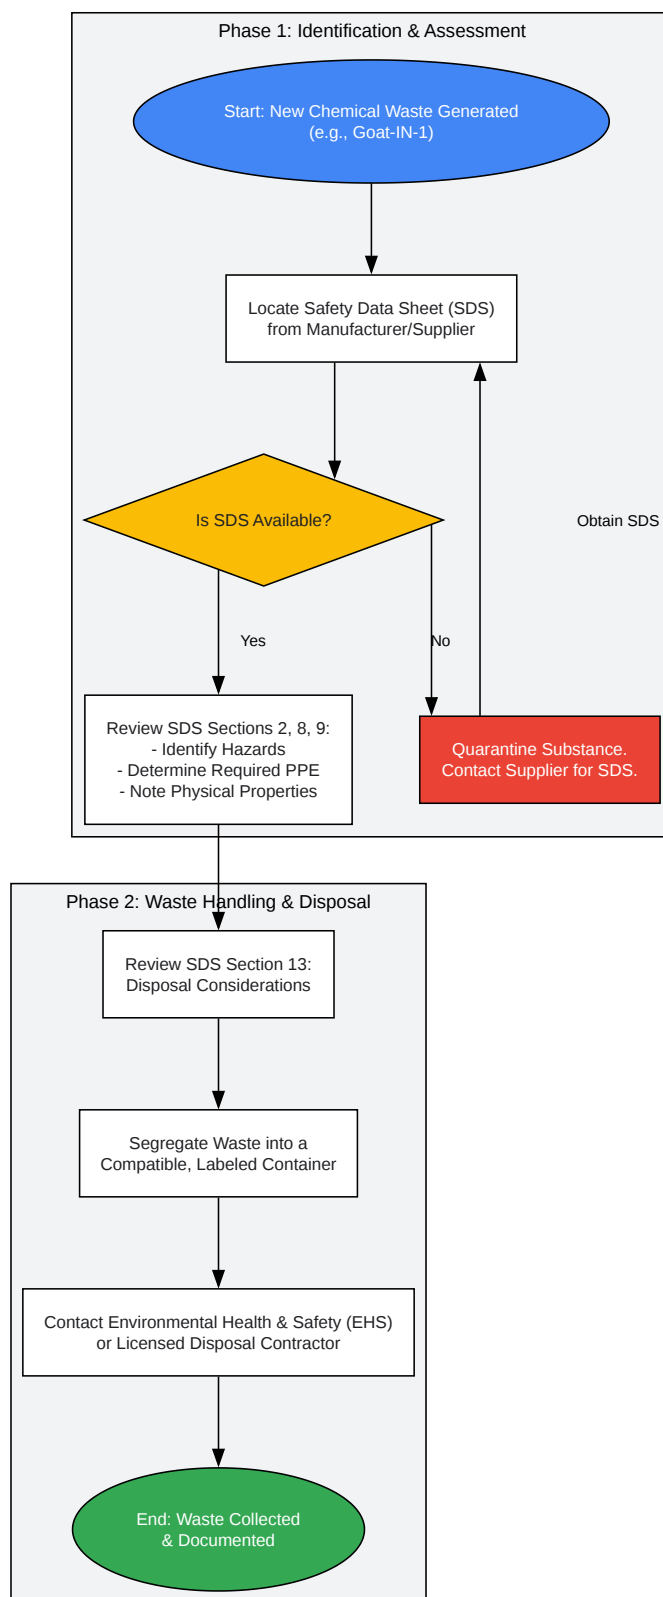 Phase 1: Identification & Assessment
Start: New Chemical Waste Generated
(e.g., Goat-IN-1)
Locate Safety Data Sheet (SDS)
from Manufacturer/Supplier
Is SDS Available?
Obtain SDS
Yes
No
Review SDS Sections 2, 8, 9:
- Identify Hazards
- Determine Required PPE
- Note Physical Properties
Quarantine Substance.
Contact Supplier for SDS.
Phase 2: Waste Handling & Disposal
Review SDS Section 13:
Disposal Considerations
Segregate Waste into a
Compatible, Labeled Container
Contact Environmental Health & Safety (EHS)
or Licensed Disposal Contractor
End: Waste Collected
& Documented